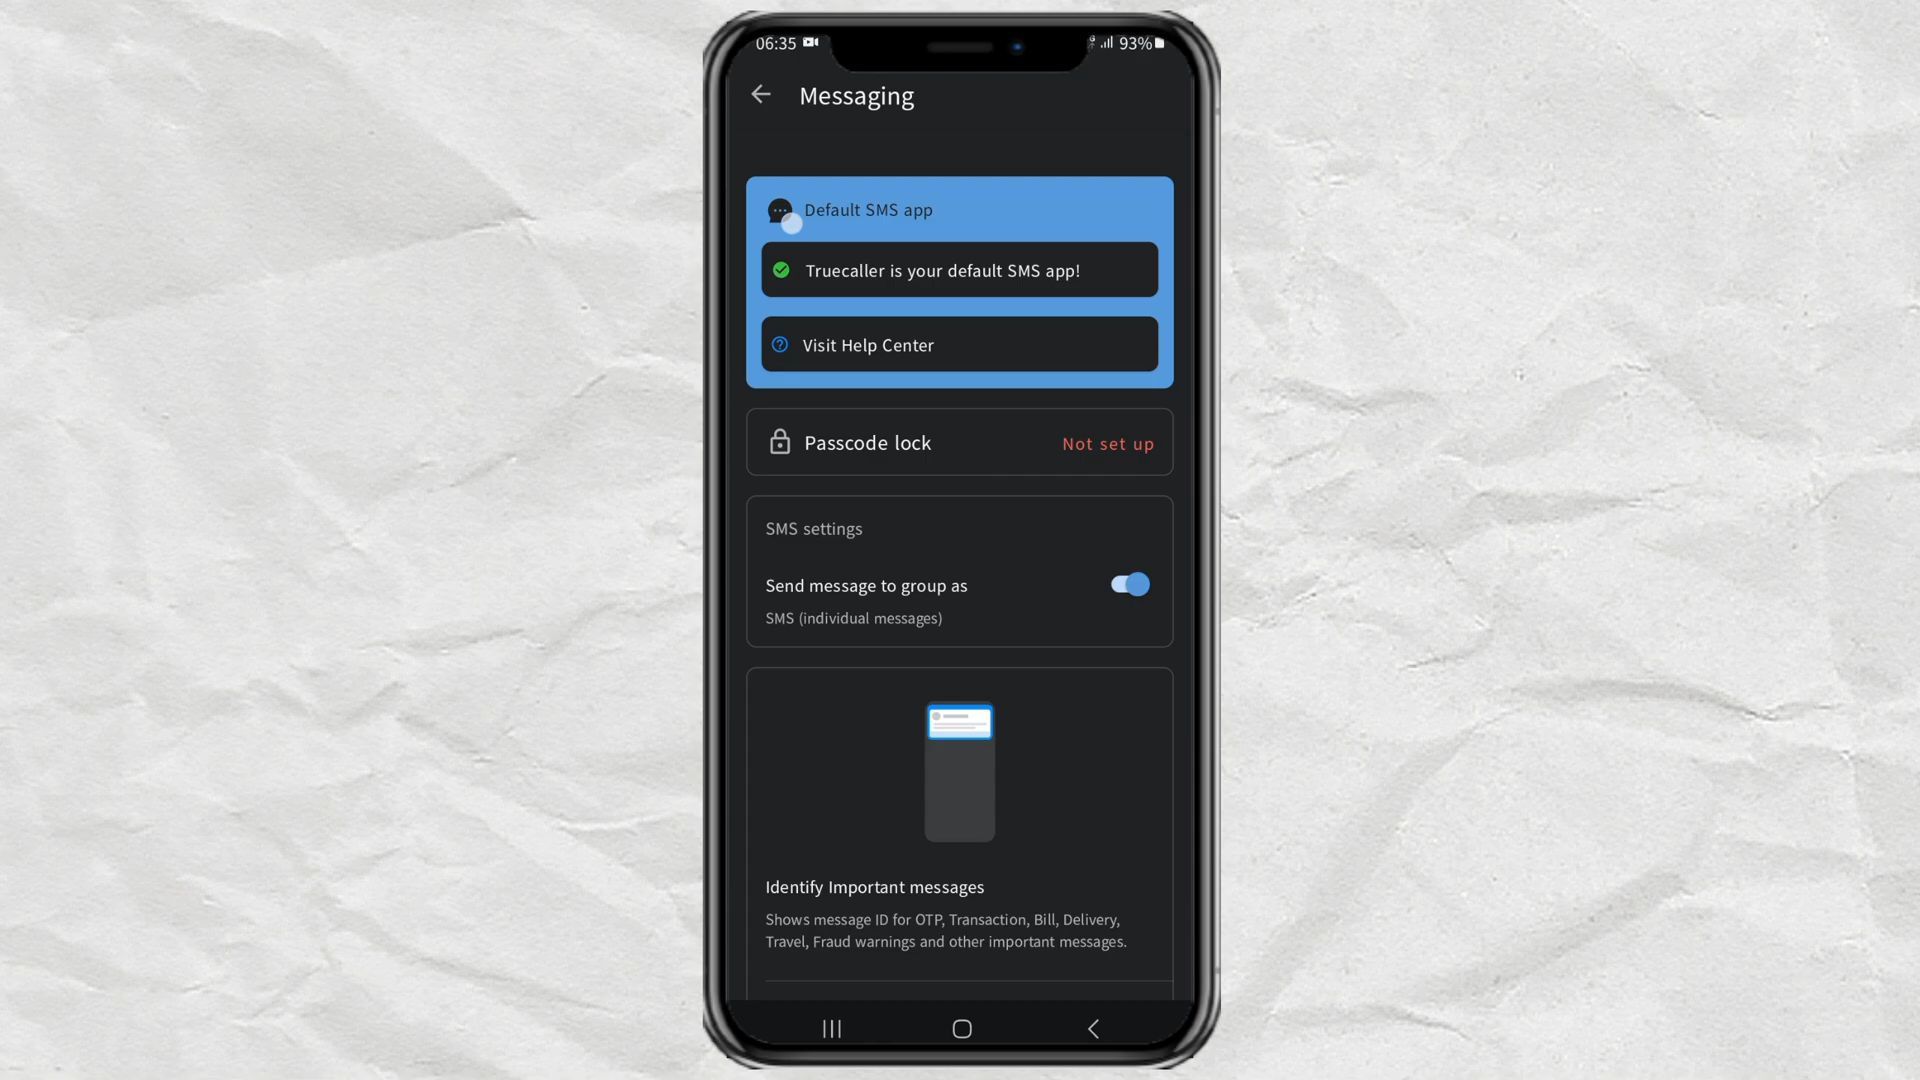 06:35
93%
Messaging
Default SMS app
Truecaller is your default SMS app!
Visit Help Center
Passcode lock
Not set up
SMS settings
Send message to group as
SMS (individual messages)
Identify Important messages
Shows message ID for OTP, Transaction, Bill, Delivery,
Travel, Fraud warnings and other important messages.